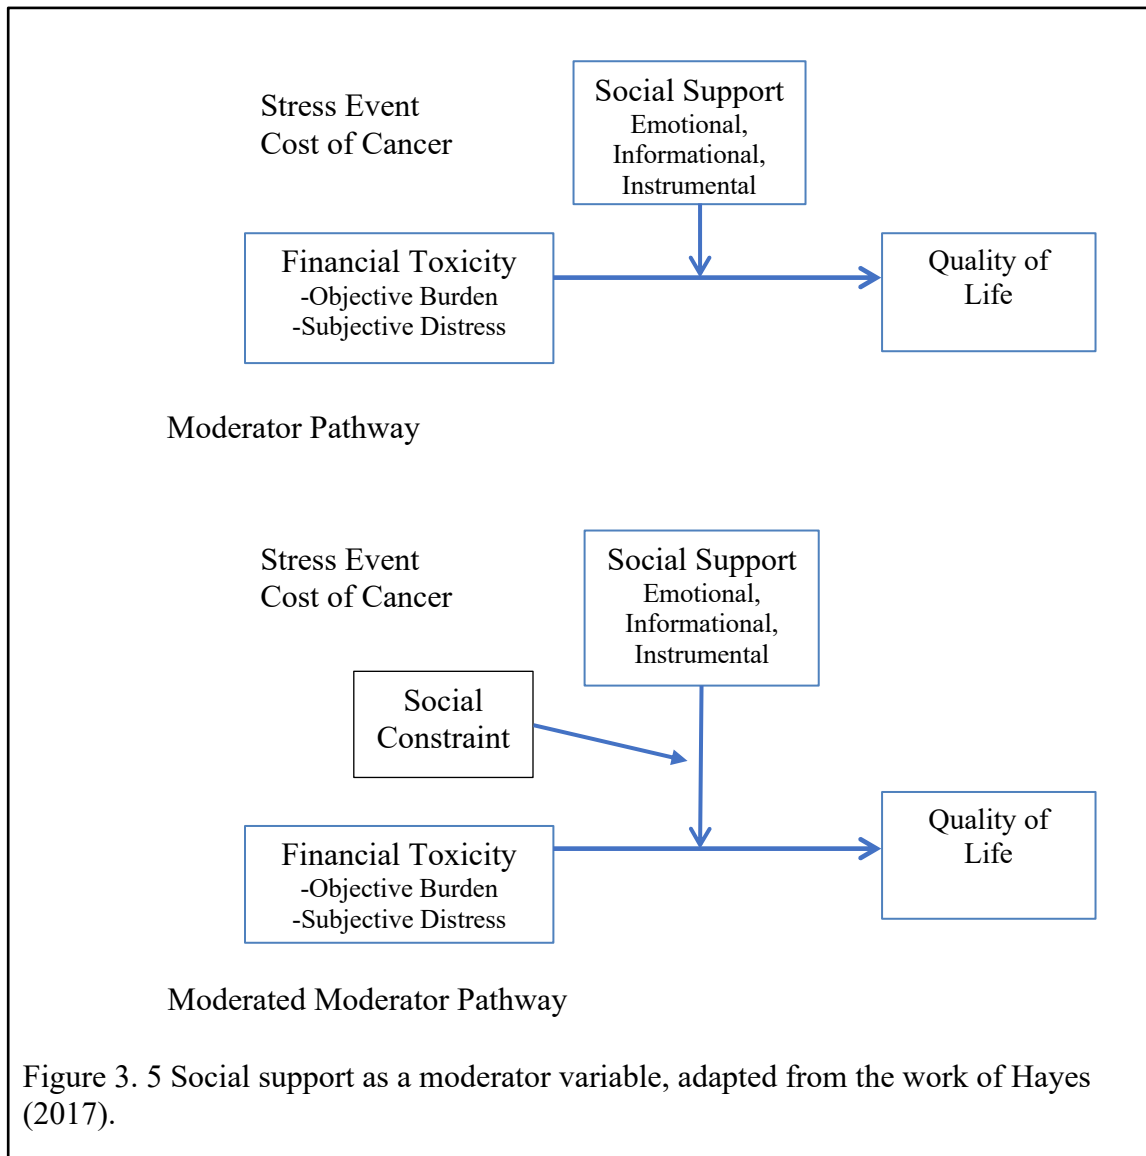 Stress Event
Cost of Cancer
Social Support
Emotional,
Informational,
Instrumental
Financial Toxicity
-Objective Burden
-Subjective Distress
Quality of
Life
Moderator Pathway
Stress Event
Cost of Cancer
Social Support
Emotional,
Informational,
Instrumental
Social
Constraint
Financial Toxicity
-Objective Burden
-Subjective Distress
Quality of
Life
Moderated Moderator Pathway
Figure 3. 5 Social support as a moderator variable, adapted from the work of Hayes
(2017).